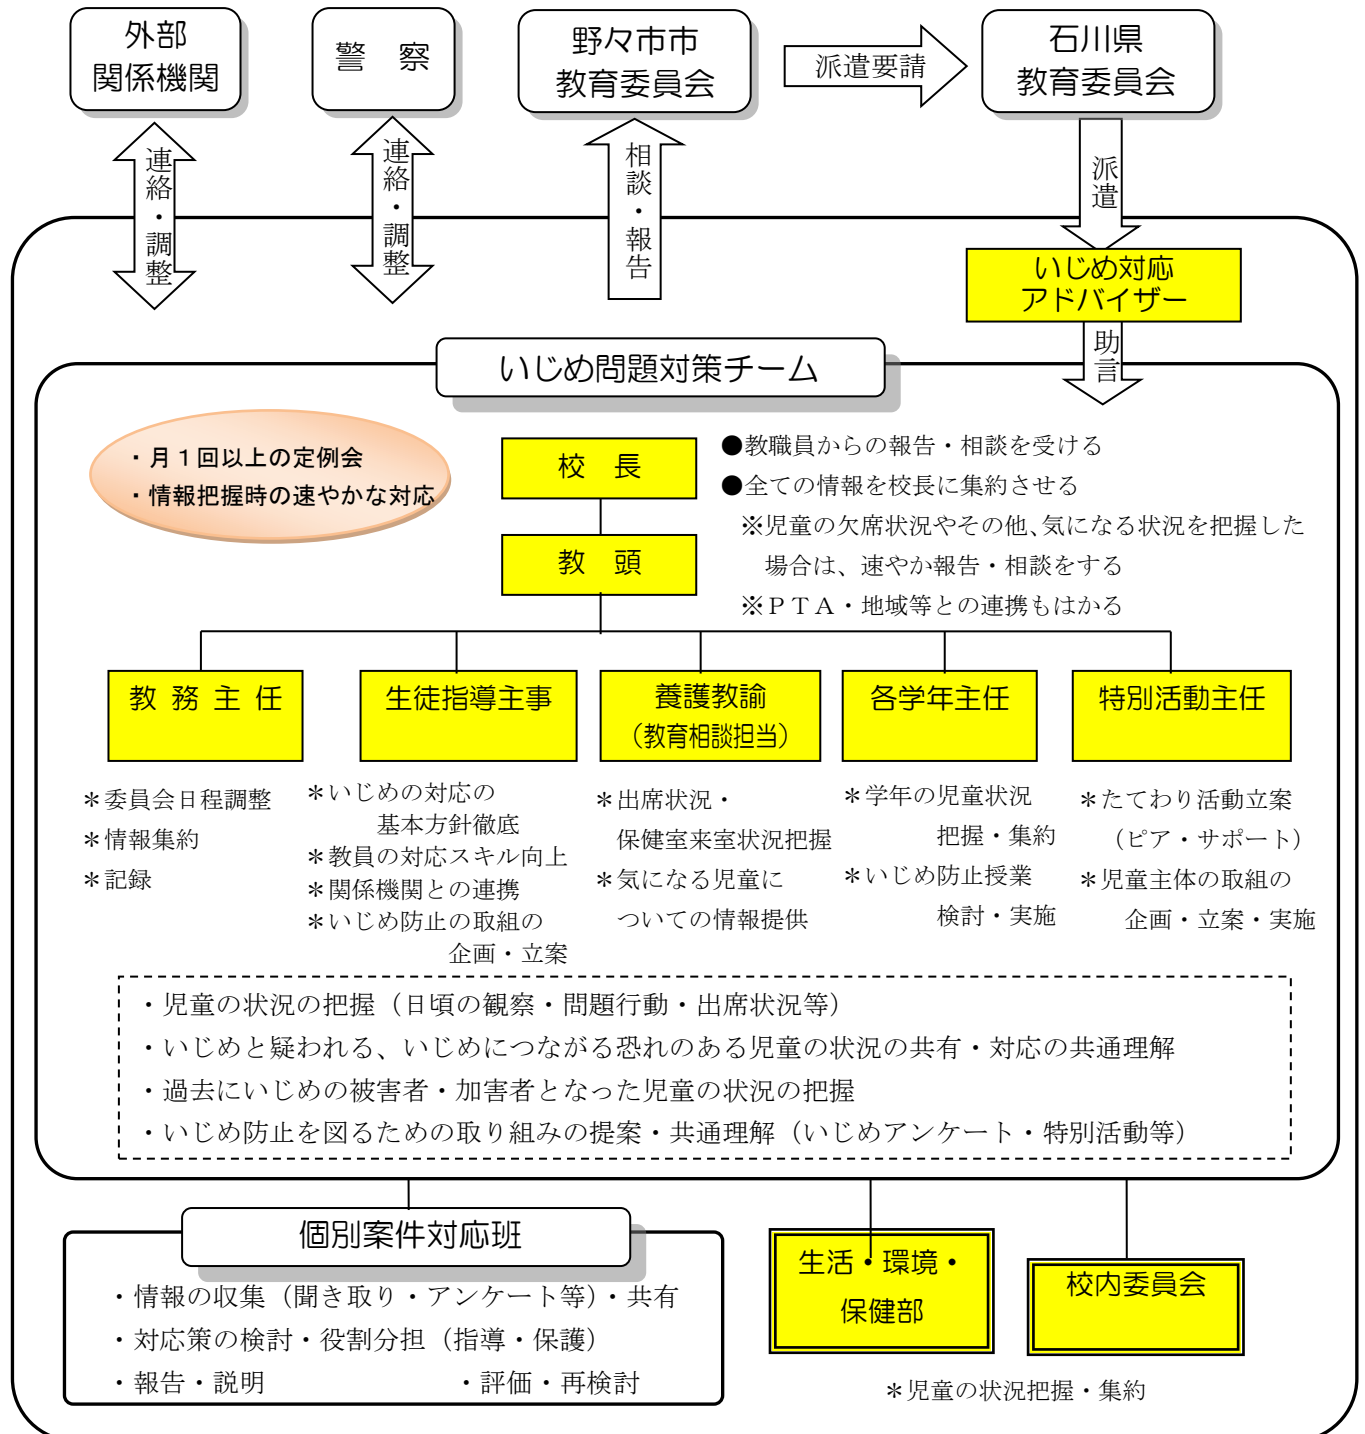 外部
関係機関
警　察
野々市市
教育委員会
派遣要請
石川県
教育委員会
連絡・調整
連絡・調整
相談・報告
派遣
いじめ対応
アドバイザー
助言
いじめ問題対策チーム
・月１回以上の定例会
・情報把握時の速やかな対応
校　長
教　頭
●教職員からの報告・相談を受ける
●全ての情報を校長に集約させる
※児童の欠席状況やその他、気になる状況を把握した
場合は、速やか報告・相談をする
※ＰＴＡ・地域等との連携もはかる
教 務 主 任
生徒指導主事
養護教諭
（教育相談担当）
各学年主任
特別活動主任
＊委員会日程調整
＊情報集約
＊記録
＊いじめの対応の
基本方針徹底
＊教員の対応スキル向上
＊関係機関との連携
＊いじめ防止の取組の
企画・立案
＊出席状況・
保健室来室状況把握
＊気になる児童に
ついての情報提供
＊学年の児童状況
把握・集約
＊いじめ防止授業
検討・実施
＊たてわり活動立案
（ピア・サポート）
＊児童主体の取組の
企画・立案・実施
・児童の状況の把握（日頃の観察・問題行動・出席状況等）
・いじめと疑われる、いじめにつながる恐れのある児童の状況の共有・対応の共通理解
・過去にいじめの被害者・加害者となった児童の状況の把握
・いじめ防止を図るための取り組みの提案・共通理解（いじめアンケート・特別活動等）
個別案件対応班
・情報の収集（聞き取り・アンケート等）・共有
・対応策の検討・役割分担（指導・保護）
・報告・説明　　　　　　・評価・再検討
生活・環境・
保健部
校内委員会
＊児童の状況把握・集約